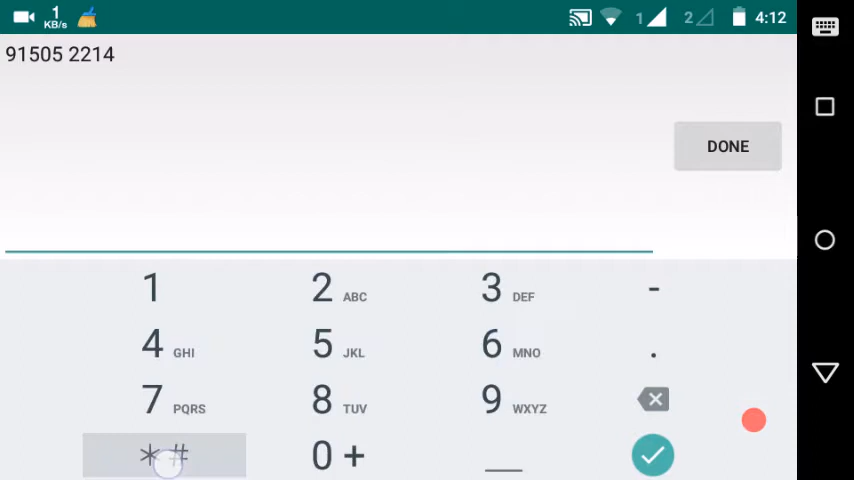 1 KB/s 1 2 4:12
91505 2214
DONE
1 2 ABC 3 DEF -
4 GHI 5 JKL 6 MNO .
7 PQRS 8 TUV 9 WXYZ
*# 0 + _